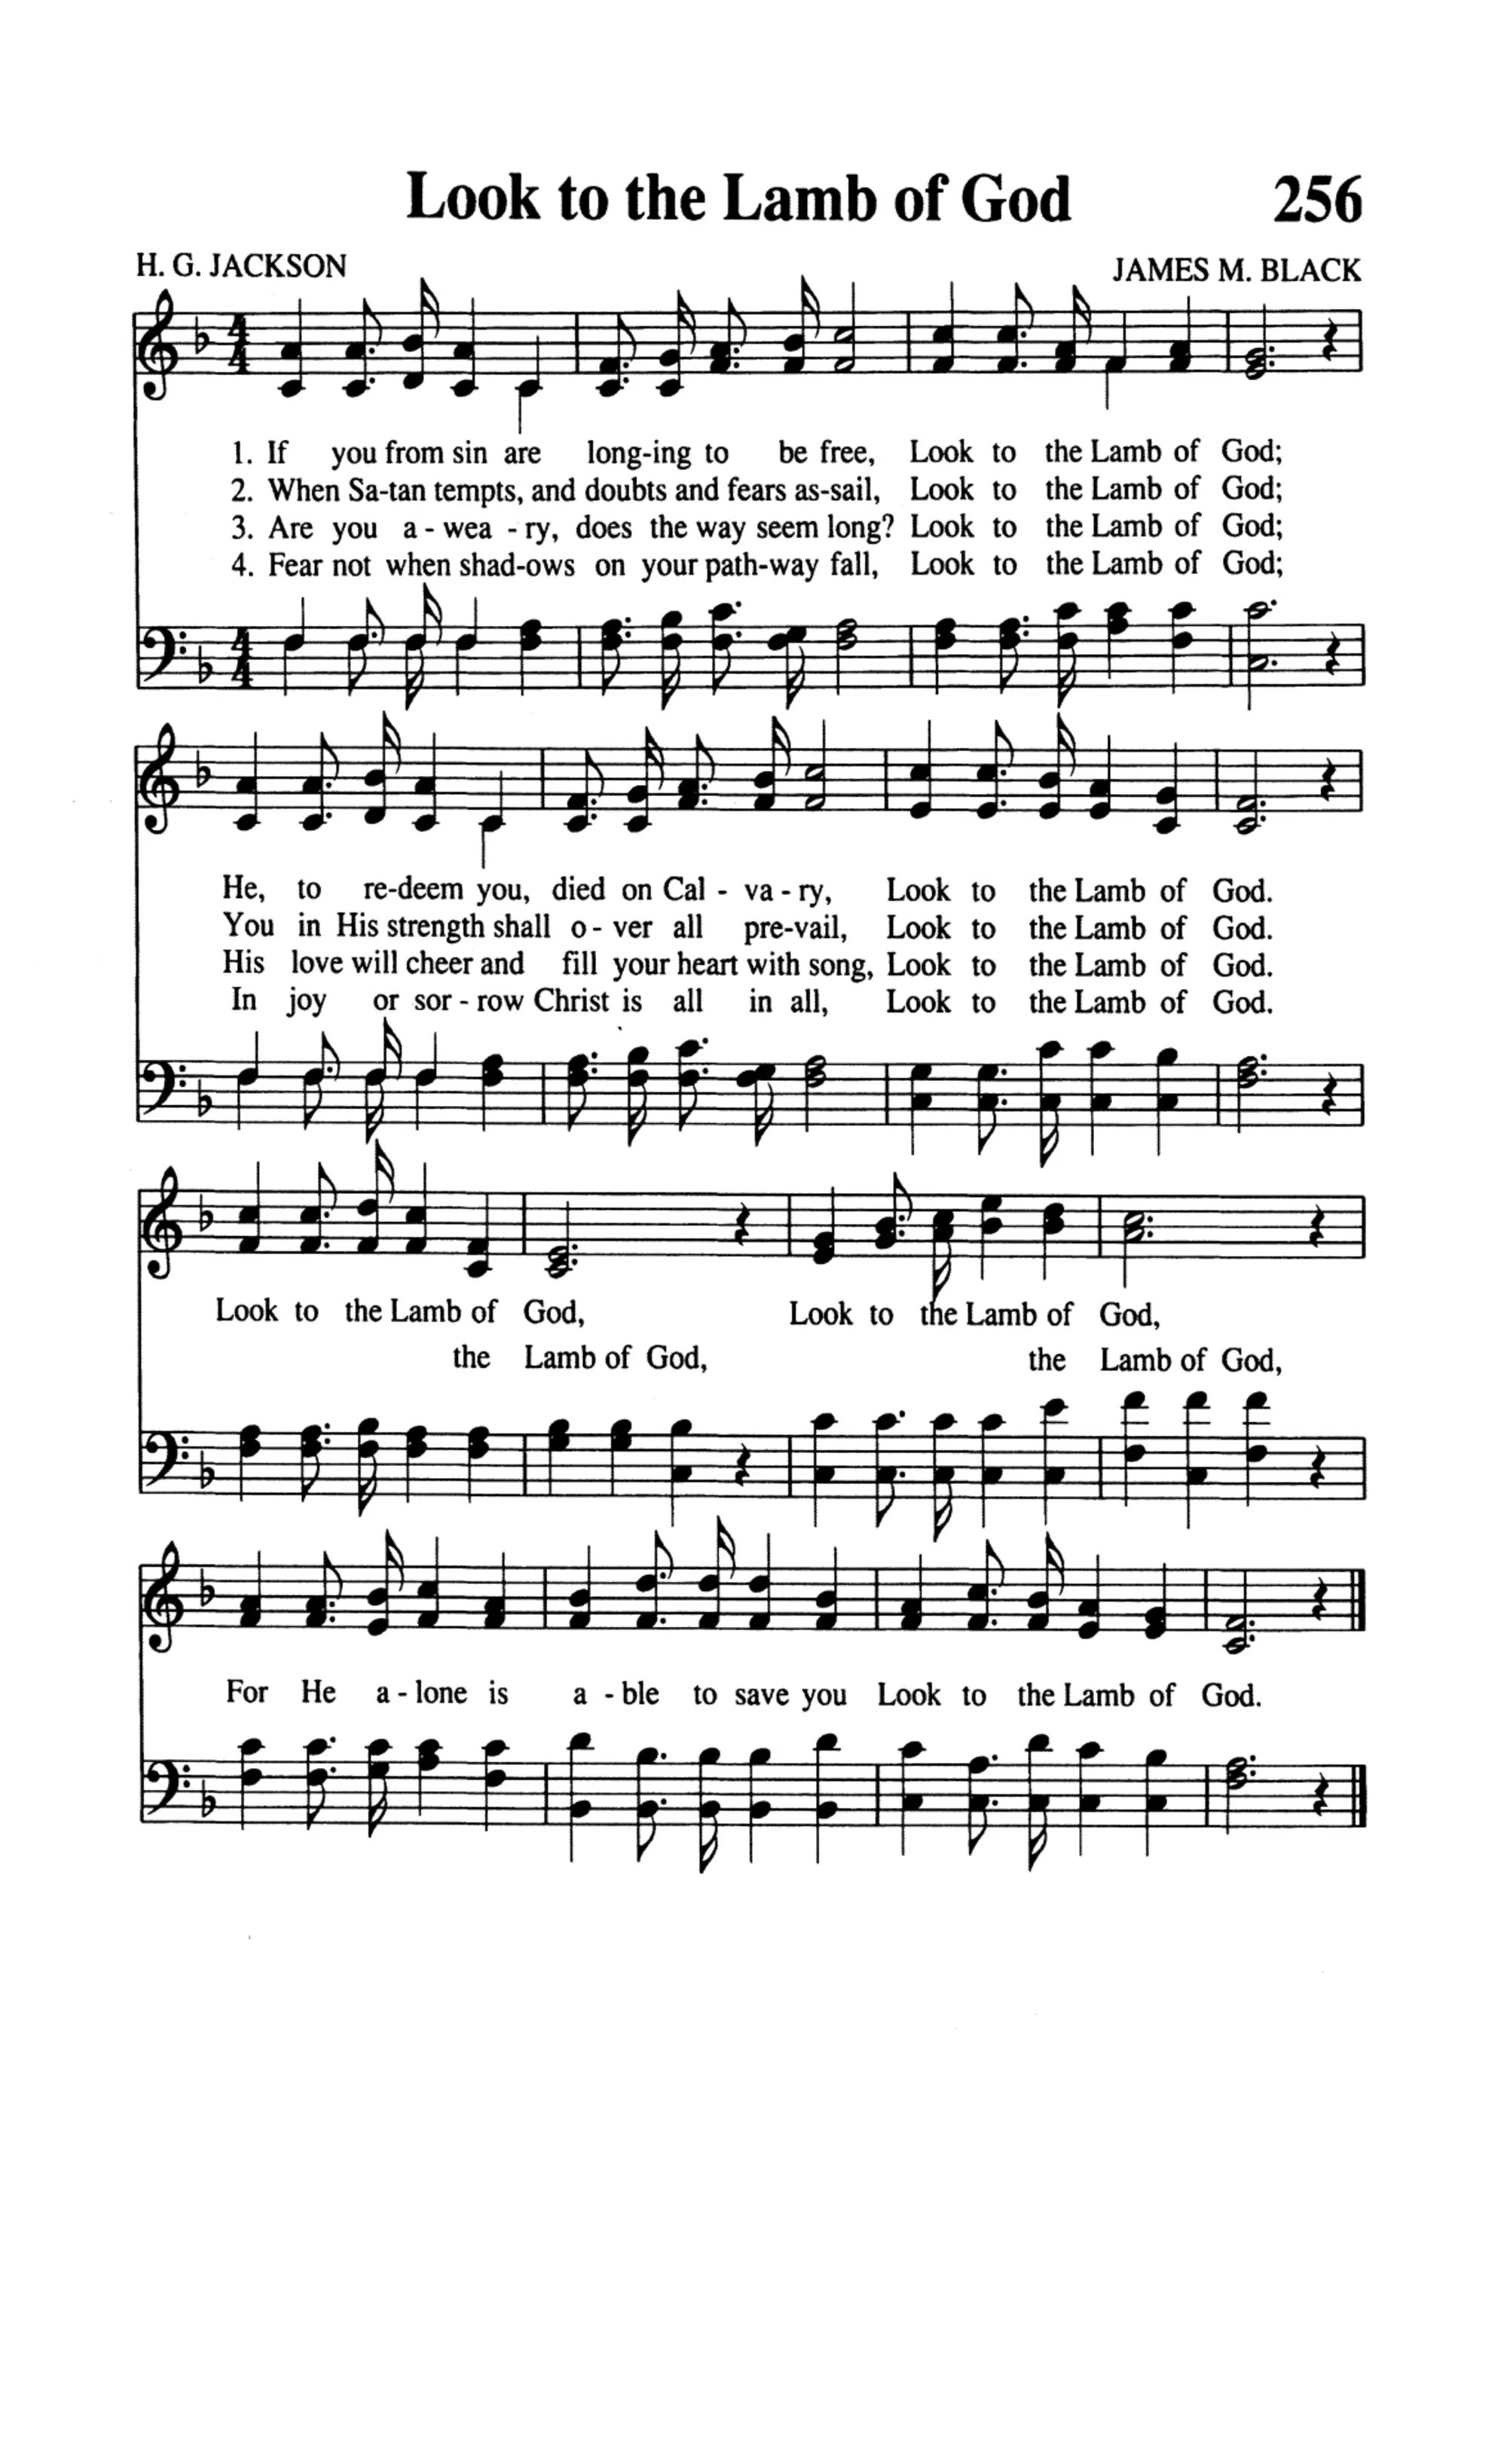 Look to the Lamb of God 256
H. G. JACKSON JAMES M. BLACK
1. If you from sin are long-ing to be free, Look to the Lamb of God;
2. When Sa-tan tempts, and doubts and fears as-sail, Look to the Lamb of God;
3. Are you a - wea - ry, does the way seem long? Look to the Lamb of God;
4. Fear not when shad-ows on your path-way fall, Look to the Lamb of God;
He, to re-deem you, died on Cal - va - ry, Look to the Lamb of God.
You in His strength shall o - ver all pre-vail, Look to the Lamb of God.
His love will cheer and fill your heart with song, Look to the Lamb of God.
In joy or sor - row Christ is all in all, Look to the Lamb of God.
Look to the Lamb of God, Look to the Lamb of God,
the Lamb of God, the Lamb of God,
For He a - lone is a - ble to save you Look to the Lamb of God.